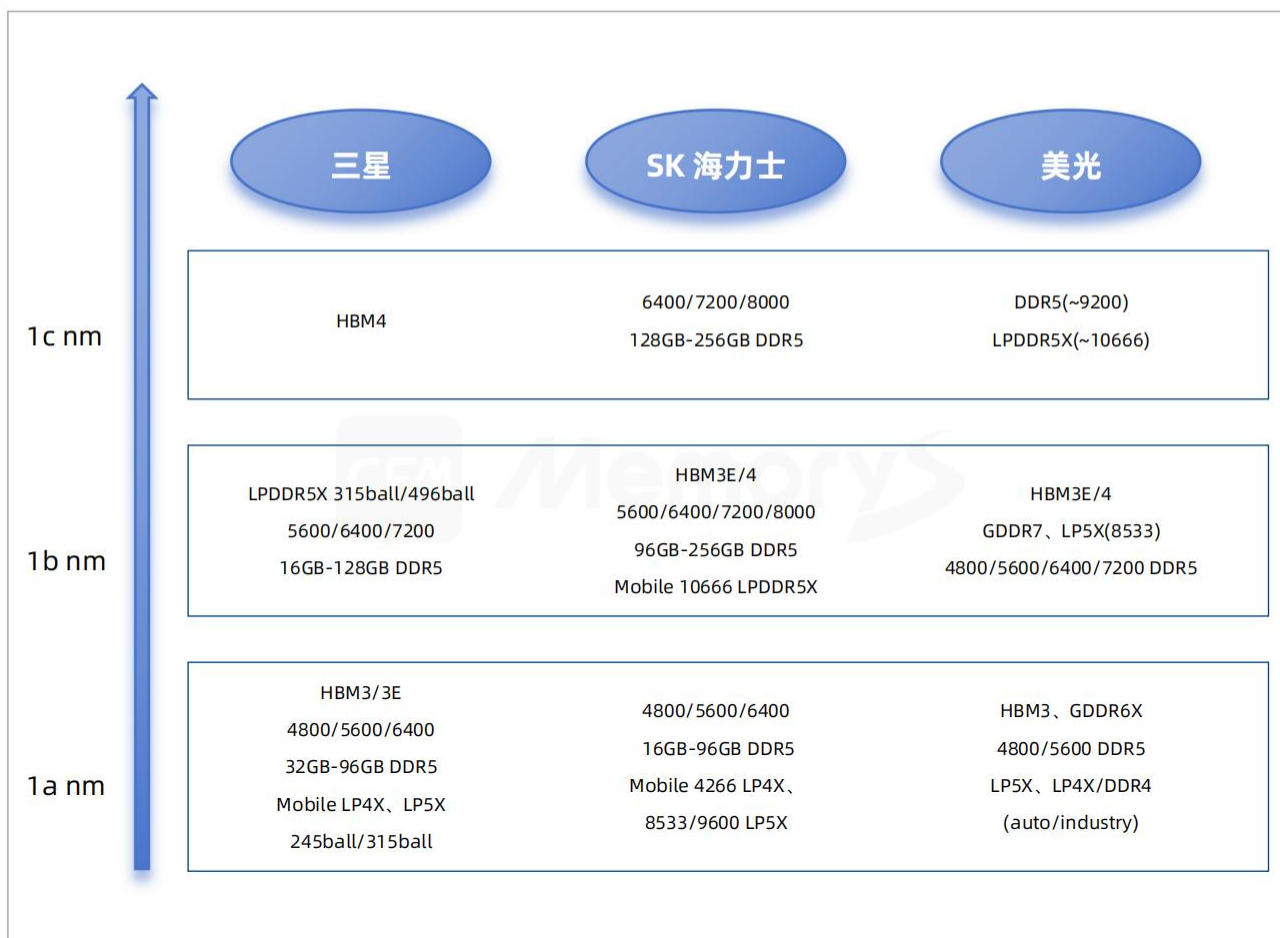 三星
SK 海力士
美光
1c nm
HBM4
6400/7200/8000
128GB-256GB DDR5
DDR5(~9200)
LPDDR5X(~10666)
CFM MemoryS
1b nm
LPDDR5X 315ball/496ball
5600/6400/7200
16GB-128GB DDR5
HBM3E/4
5600/6400/7200/8000
96GB-256GB DDR5
Mobile 10666 LPDDR5X
HBM3E/4
GDDR7、LP5X(8533)
4800/5600/6400/7200 DDR5
1a nm
HBM3/3E
4800/5600/6400
32GB-96GB DDR5
Mobile LP4X、LP5X
245ball/315ball
4800/5600/6400
16GB-96GB DDR5
Mobile 4266 LP4X、
8533/9600 LP5X
HBM3、GDDR6X
4800/5600 DDR5
LP5X、LP4X/DDR4
(auto/industry)